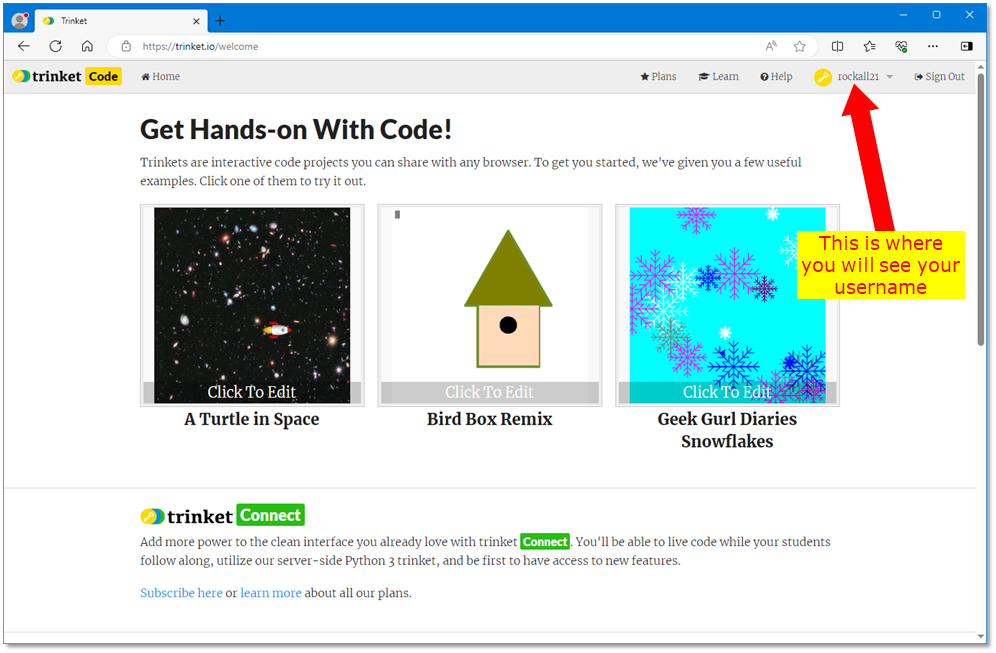 Trinket
https://trinket.io/welcome
trinket Code Home Plans Learn Help rockall21 Sign Out
Get Hands-on With Code!
Trinkets are interactive code projects you can share with any browser. To get you started, we've given you a few useful
examples. Click one of them to try it out.
This is where
you will see your
username
Click To Edit Click To Edit Click To Edit
A Turtle in Space Bird Box Remix Geek Gurl Diaries
Snowflakes
trinket Connect
Add more power to the clean interface you already love with trinket Connect. You'll be able to live code while your students
follow along, utilize our server-side Python 3 trinket, and be first to have access to new features.
Subscribe here or learn more about all our plans.